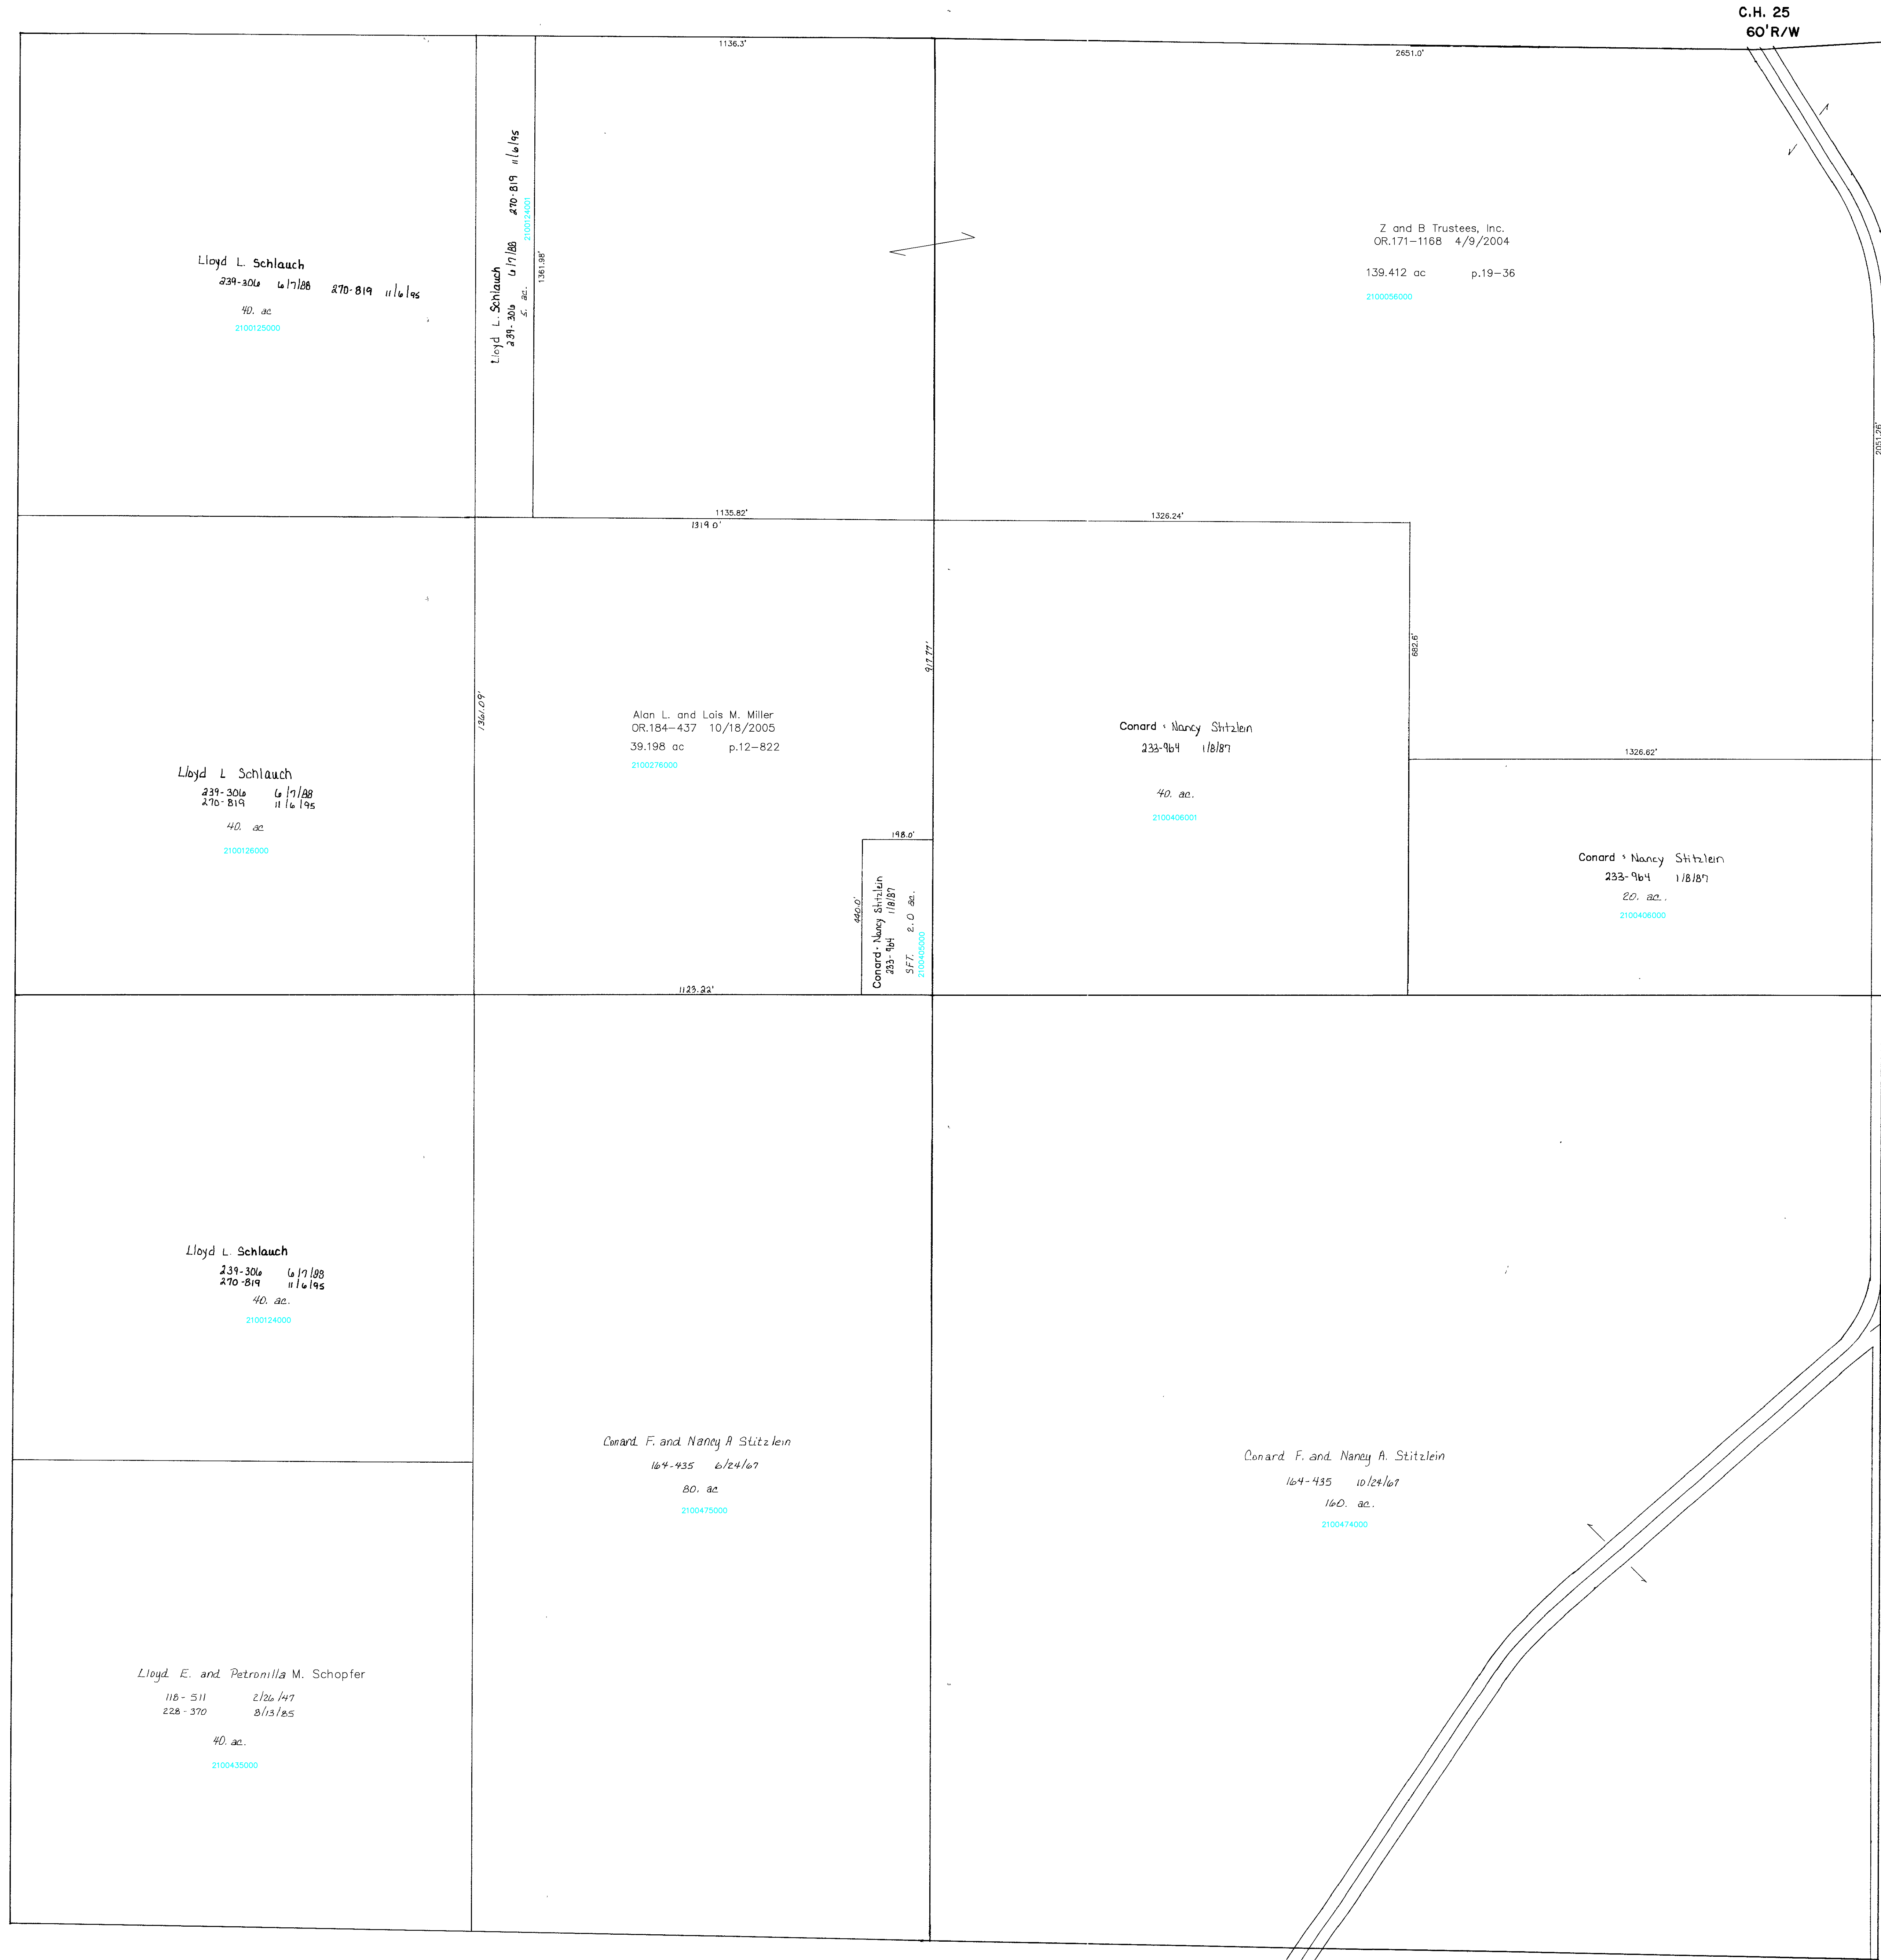 C.H. 25
60'R/W
1136.3'
2651.0'
Lloyd L. Schlauch
239-306 6/7/88 270-819 11/6/95
40. ac
2100125000
Lloyd L. Schlauch
239-306 6/7/88 270-819 11/6/95
5. ac.
2100124001
1361.98'
Z and B Trustees, Inc.
OR.171-1168 4/9/2004
139.412 ac p.19-36
2100056000
2051.26'
1135.82'
1319.0'
1326.24'
1361.09'
917.77'
682.6'
Lloyd L Schlauch
239-306 6/7/88
270-819 11/6/95
40. ac
2100126000
Alan L. and Lois M. Miller
OR.184-437 10/18/2005
39.198 ac p.12-822
2100276000
Conard & Nancy Stitzlein
233-964 1/8/87
40. ac.
2100406001
1326.62'
Conard & Nancy Stitzlein
233-964 1/8/87
20. ac.
2100406000
198.0'
440.0'
Conard & Nancy Stitzlein
233-964 1/8/87
S.F.T. 2.0 ac.
2100405000
1123.22'
Lloyd L. Schlauch
239-306 6/7/88
270-819 11/6/95
40. ac.
2100124000
Conard F. and Nancy A Stitzlein
164-435 6/24/67
80. ac
2100475000
Conard F. and Nancy A. Stitzlein
164-435 10/24/67
160. ac.
2100474000
Lloyd E. and Petronilla M. Schopfer
118-511 2/26/47
228-370 8/13/85
40. ac.
2100438000